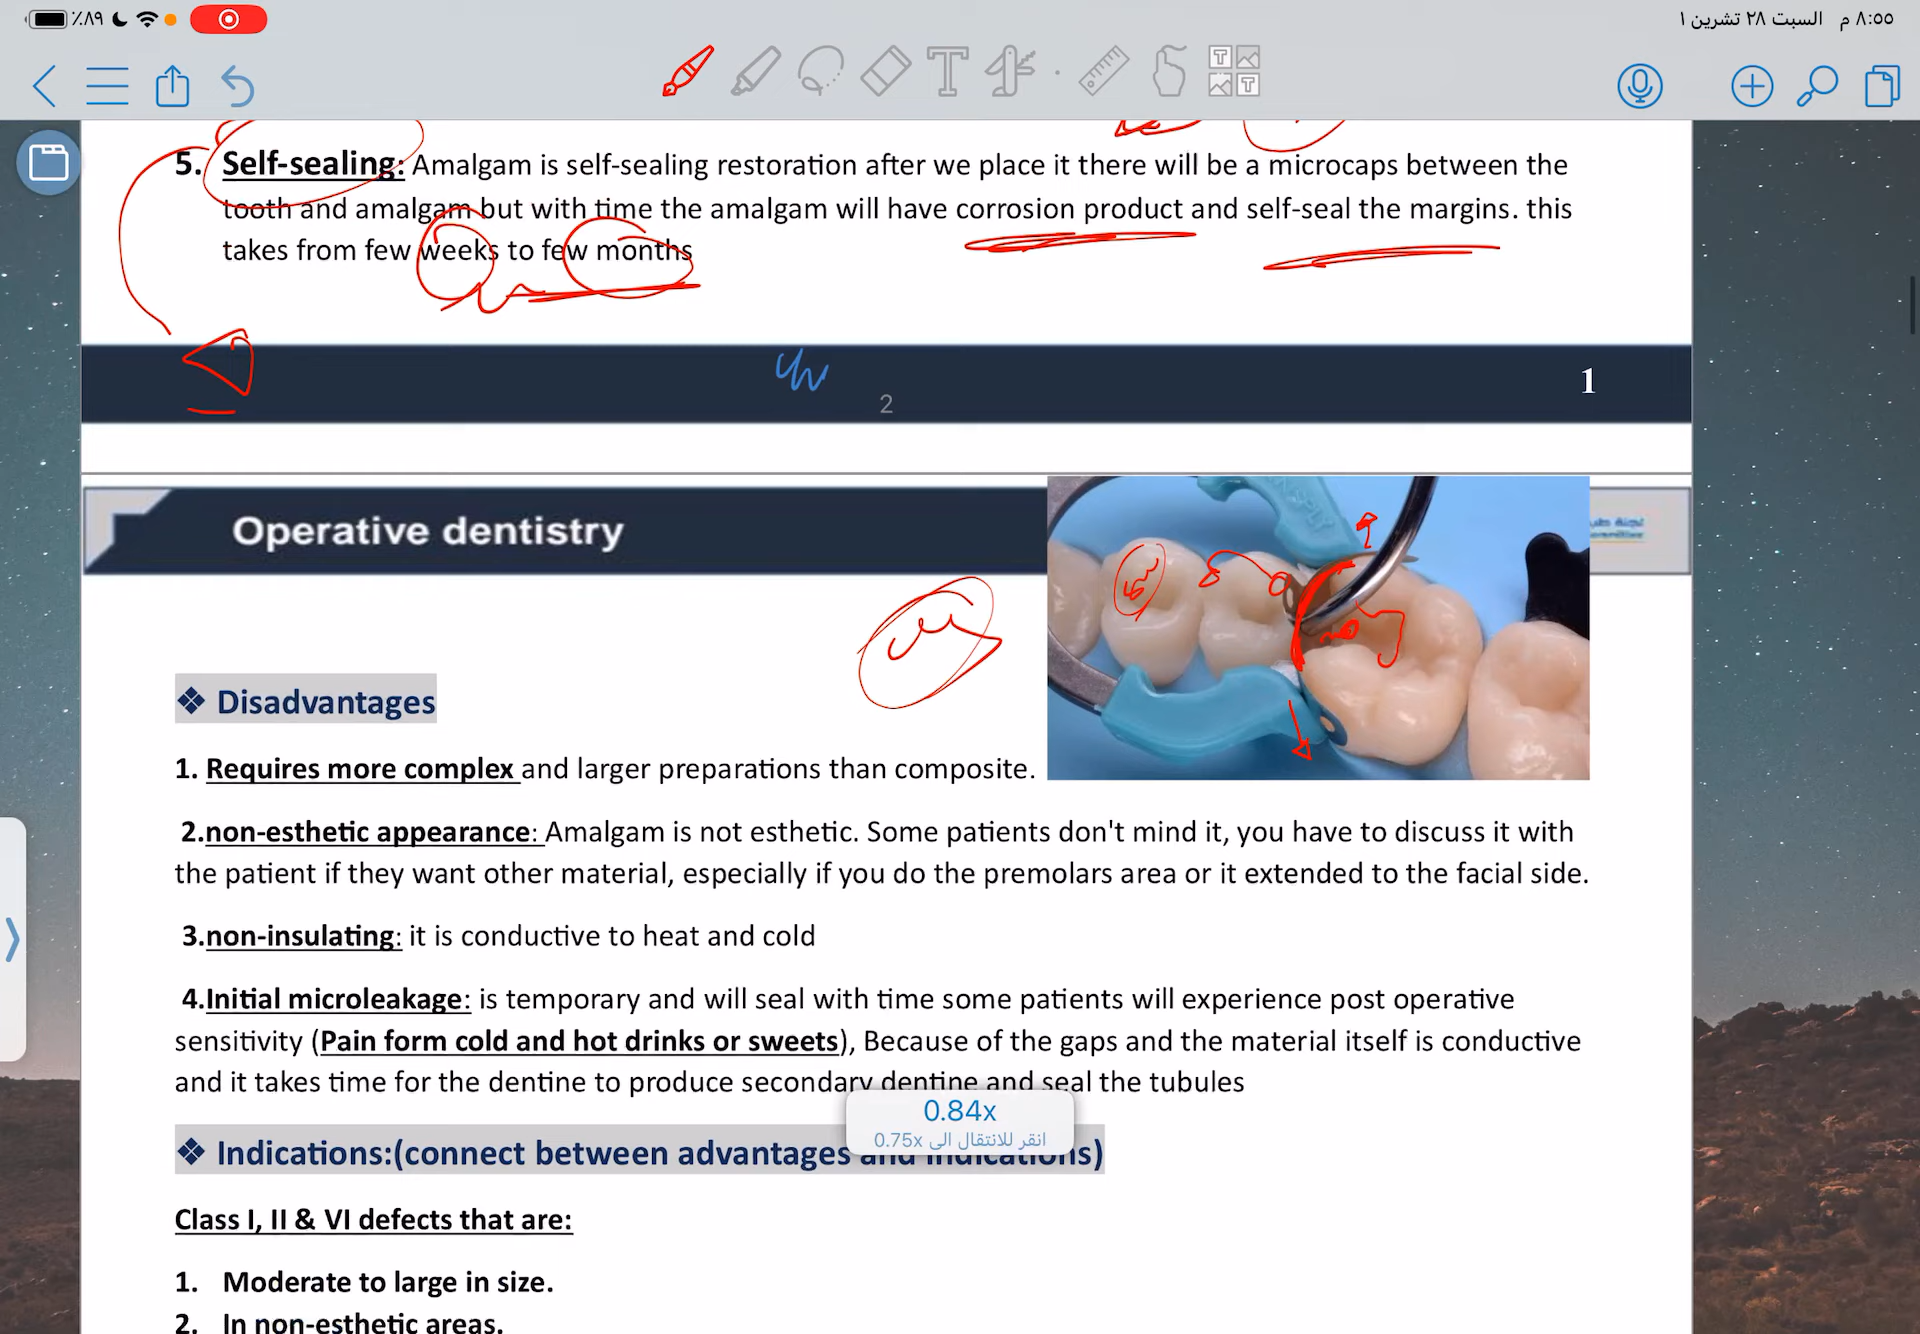 ٪٨٩
٨:٥٥ م السبت ٢٨ تشرين ١
5. Self-sealing: Amalgam is self-sealing restoration after we place it there will be a microcaps between the
tooth and amalgam but with time the amalgam will have corrosion product and self-seal the margins. this
takes from few weeks to few months
1
2
Operative dentistry
❖ Disadvantages
1. Requires more complex and larger preparations than composite.
2.non-esthetic appearance: Amalgam is not esthetic. Some patients don't mind it, you have to discuss it with
the patient if they want other material, especially if you do the premolars area or it extended to the facial side.
3.non-insulating: it is conductive to heat and cold
4.Initial microleakage: is temporary and will seal with time some patients will experience post operative
sensitivity (Pain form cold and hot drinks or sweets), Because of the gaps and the material itself is conductive
and it takes time for the dentine to produce secondary dentine and seal the tubules
0.84x
انقر للانتقال الى 0.75x
❖ Indications:(connect between advantages and indications)
Class I, II & VI defects that are:
1. Moderate to large in size.
2. In non-esthetic areas.